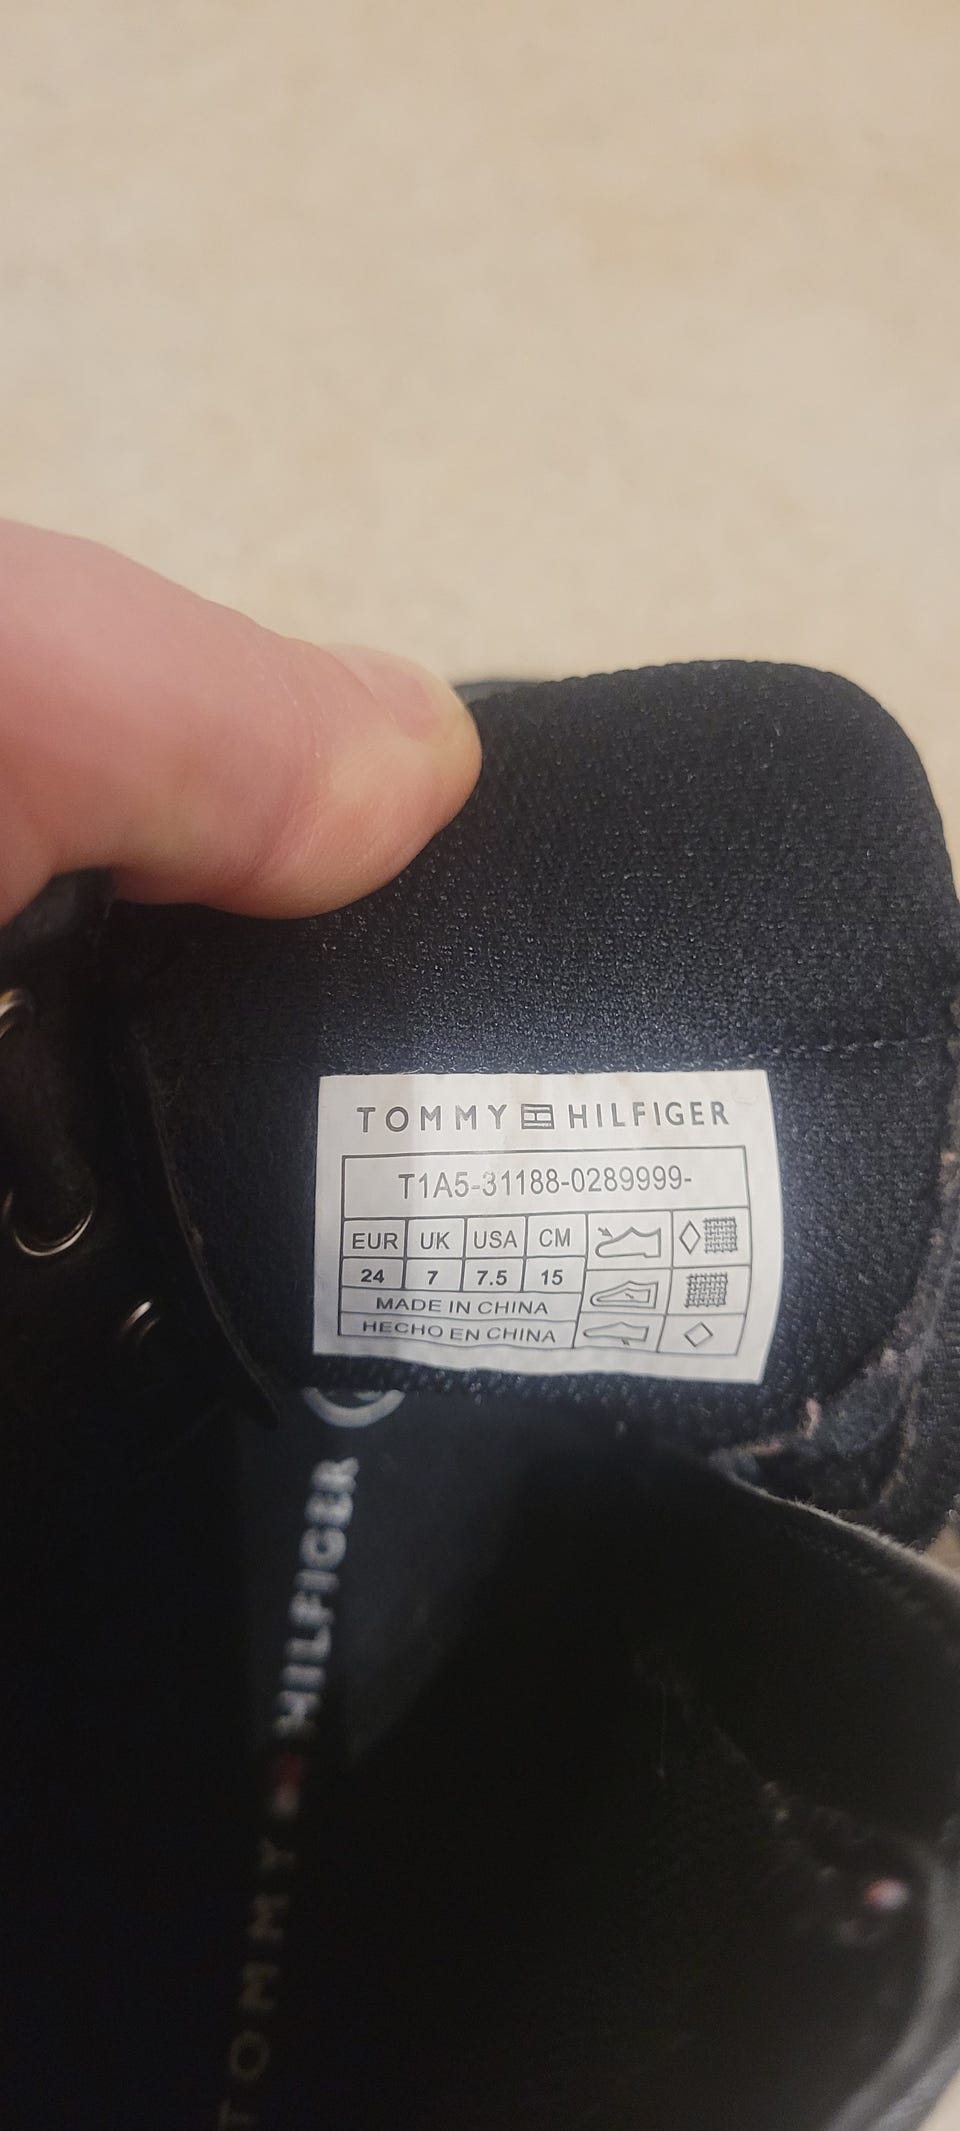 TOMMY HILFIGER
T1A5-31188-0289999-
EUR UK USA CM
24 7 7.5 15
MADE IN CHINA
HECHO EN CHINA
TOMMY HILFIGER